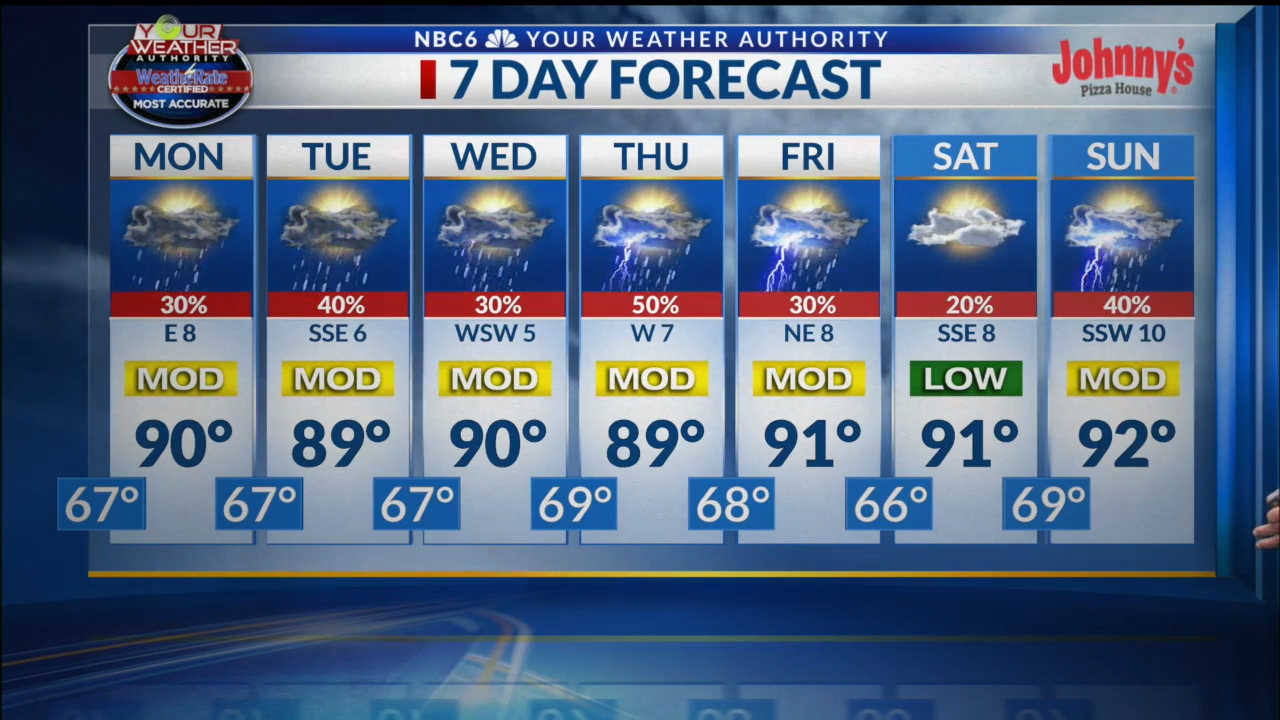 YOUR
WEATHER
AUTHORITY
WeatheRate
CERTIFIED
MOST ACCURATE
NBC6 YOUR WEATHER AUTHORITY
7 DAY FORECAST
Johnny's
Pizza House
MON TUE WED THU FRI SAT SUN
30% 40% 30% 50% 30% 20% 40%
E 8 SSE 6 WSW 5 W 7 NE 8 SSE 8 SSW 10
MOD MOD MOD MOD MOD LOW MOD
90° 89° 90° 89° 91° 91° 92°
67° 67° 67° 69° 68° 66° 69°